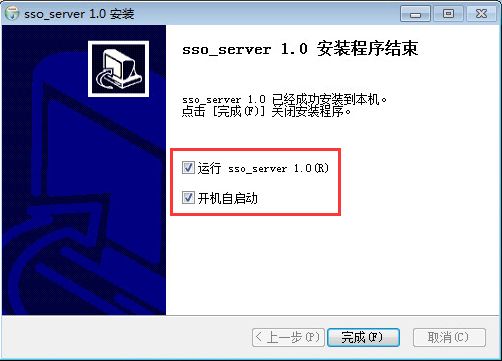 sso_server 1.0 安装
sso_server 1.0 安装程序结束
sso_server 1.0 已经成功安装到本机。
点击 [完成(F)] 关闭安装程序。
运行 sso_server 1.0(R)
开机自启动
< 上一步(P)
完成(F)
取消(C)